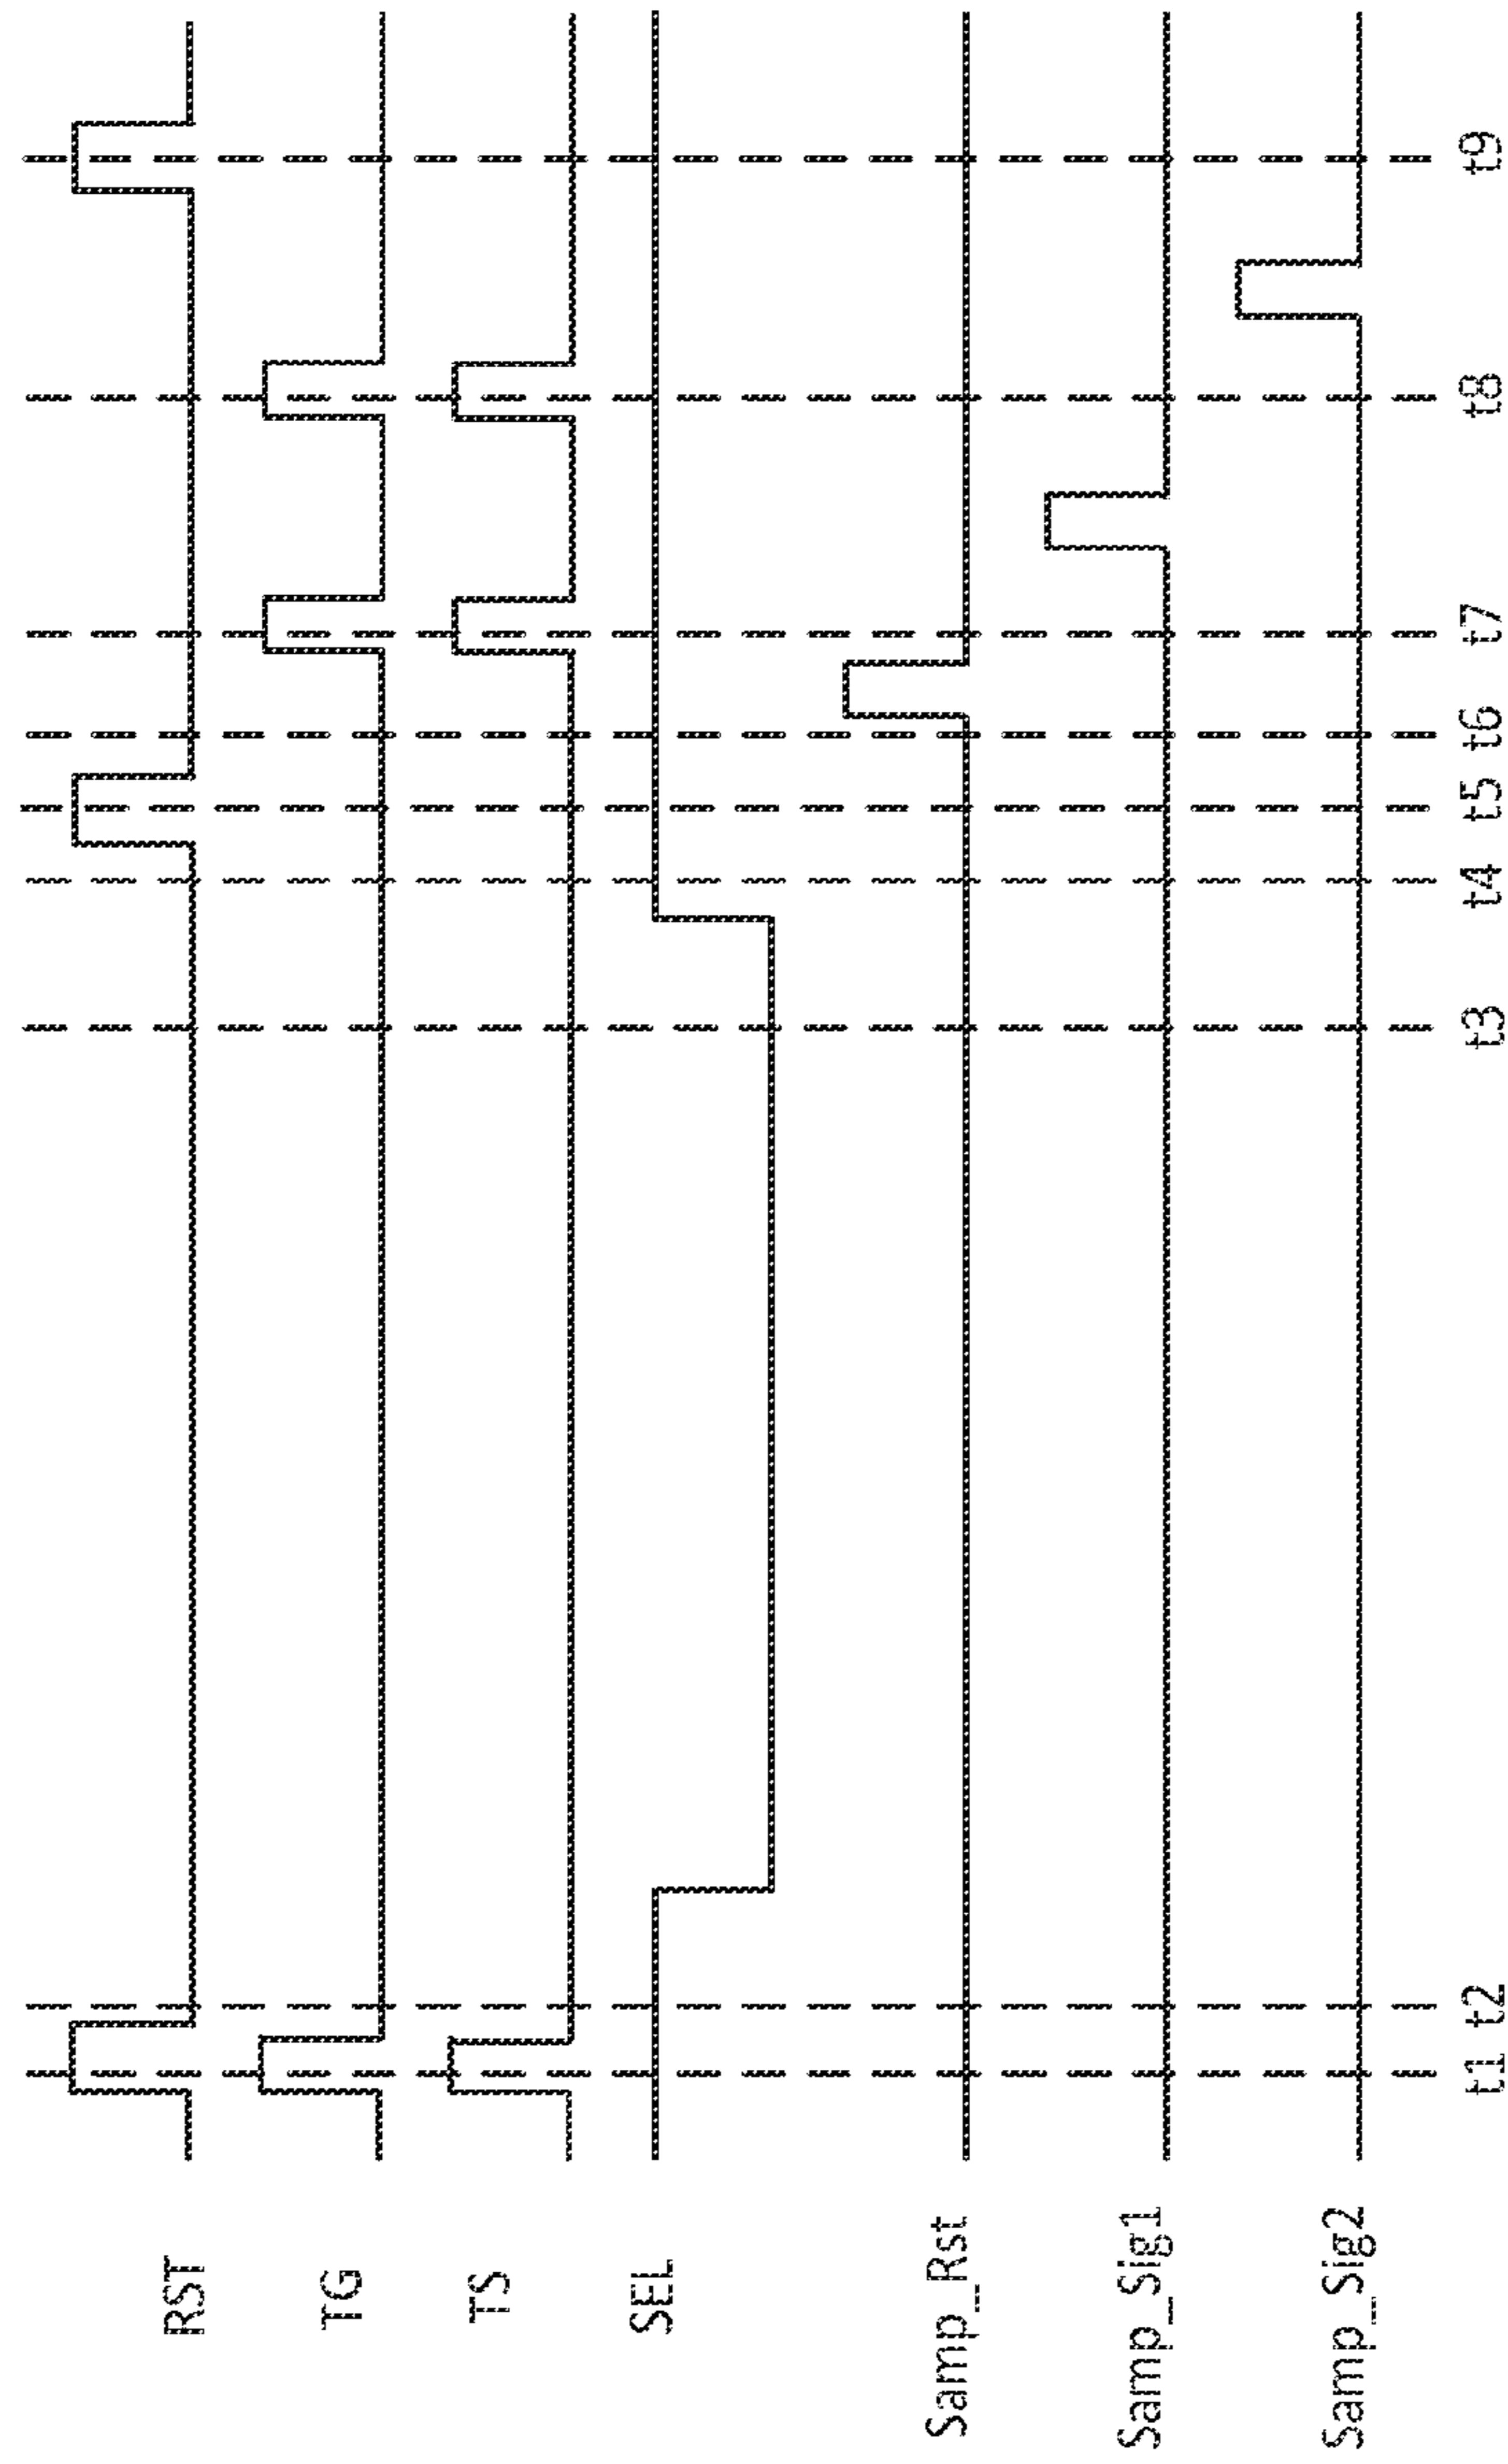 RST
TG
TS
SEL
Samp_Rst
Samp_Sig1
Samp_Sig2
t1 t2 t3 t4 t5 t6 t7 t8 t9